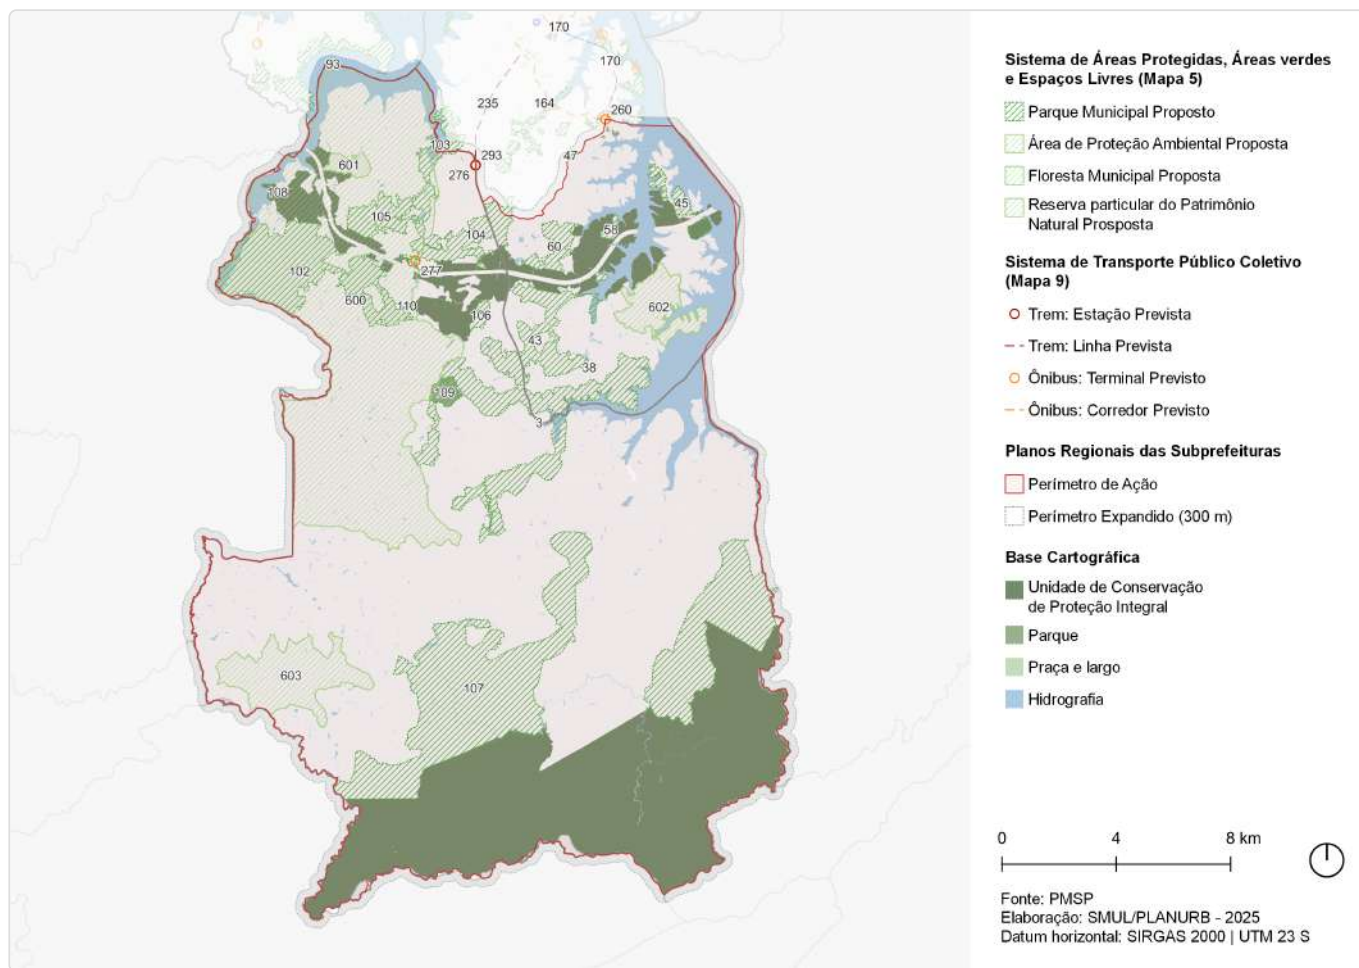 170
93
170
235
164
260
103
293
47
276
601
108
45
105
58
104
60
277
102
600
110
602
106
43
38
109
3
603
107
Sistema de Áreas Protegidas, Áreas verdes
e Espaços Livres (Mapa 5)
Parque Municipal Proposto
Área de Proteção Ambiental Proposta
Floresta Municipal Proposta
Reserva particular do Patrimônio
Natural Prosposta
Sistema de Transporte Público Coletivo
(Mapa 9)
Trem: Estação Prevista
Trem: Linha Prevista
Ônibus: Terminal Previsto
Ônibus: Corredor Previsto
Planos Regionais das Subprefeituras
Perímetro de Ação
Perímetro Expandido (300 m)
Base Cartográfica
Unidade de Conservação
de Proteção Integral
Parque
Praça e largo
Hidrografia
0 4 8 km
Fonte: PMSP
Elaboração: SMUL/PLANURB - 2025
Datum horizontal: SIRGAS 2000 | UTM 23 S